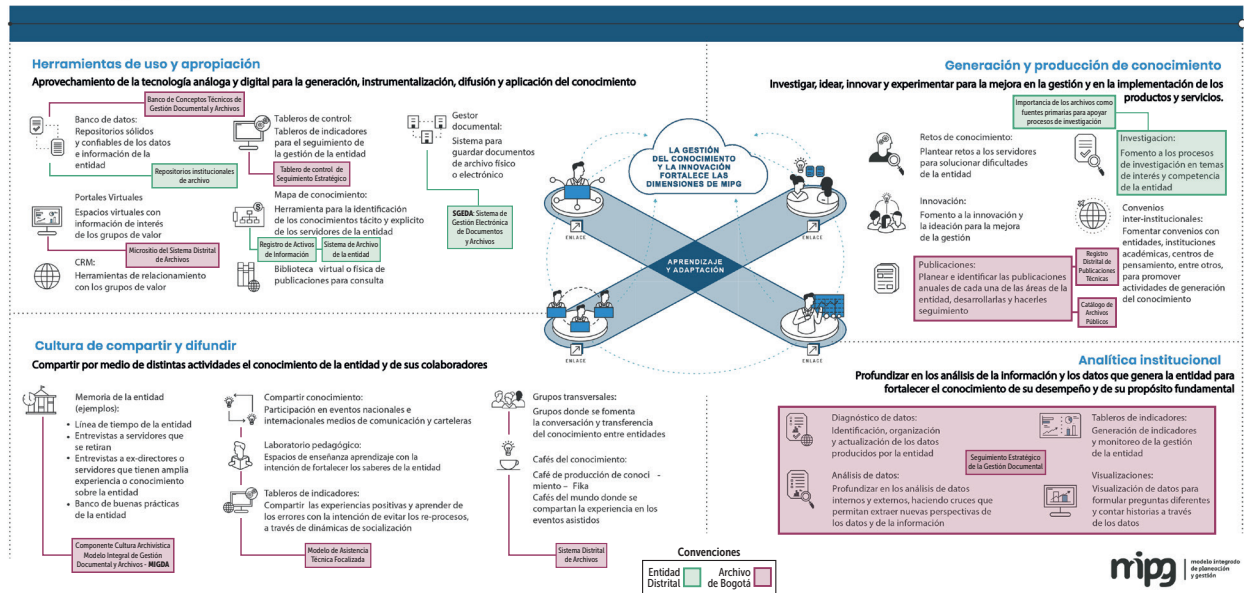 Herramientas de uso y apropiación
Aprovechamiento de la tecnología análoga y digital para la generación, instrumentalización, difusión y aplicación del conocimiento
Banco de Conceptos Técnicos de
Gestión Documental y Archivos
Banco de datos:
Repositorios sólidos
y confiables de los datos
e información de la
entidad
Repositorios institucionales
de archivo
Tableros de control:
Tableros de indicadores
para el seguimiento de
la gestión de la entidad
Tablero de control de
Seguimiento Estratégico
Gestor
documental:
Sistema para
guardar documentos
de archivo físico
o electrónico
SGEDA: Sistema de
Gestión Electrónica
de Documentos
y Archivos
Portales Virtuales
Espacios virtuales con
información de interés
de los grupos de valor
Micrositio del Sistema Distrital
de Archivos
Mapa de conocimiento:
Herramienta para la identificación
de los conocimientos tácito y explicito
de los servidores de la entidad
Registro de Activos
de Información
Sistema de Archivo
de la entidad
CRM:
Herramientas de relacionamiento
con los grupos de valor
Biblioteca virtual o física de
publicaciones para consulta
LA GESTIÓN
DEL CONOCIMIENTO
Y LA INNOVACIÓN
FORTALECE LAS
DIMENSIONES DE MIPG
ENLACE
ENLACE
APRENDIZAJE
Y ADAPTACIÓN
ENLACE
ENLACE
Generación y producción de conocimiento
Investigar, idear, innovar y experimentar para la mejora en la gestión y en la implementación de los
productos y servicios.
Importancia de los archivos como
fuentes primarias para apoyar
procesos de investigación
Retos de conocimiento:
Plantear retos a los servidores
para solucionar dificultades
de la entidad
Investigacion:
Fomento a los procesos
de investigación en temas
de interés y competencia
de la entidad
Innovación:
Fomento a la innovación y
la ideación para la mejora
de la gestión
Convenios
inter-institucionales:
Fomentar convenios con
entidades, instituciones
académicas, centros de
pensamiento, entre otros,
para promover
actividades de generación
del conocimiento
Publicaciones:
Planear e identificar las publicaciones
anuales de cada una de las áreas de la
entidad, desarrollarlas y hacerles
seguimiento
Registro
Distrital de
Publicaciones
Técnicas
Catálogo de
Archivos
Públicos
Cultura de compartir y difundir
Compartir por medio de distintas actividades el conocimiento de la entidad y de sus colaboradores
Memoria de la entidad
(ejemplos):
• Línea de tiempo de la entidad
• Entrevistas a servidores que
se retiran
• Entrevistas a ex-directores o
servidores que tienen amplia
experiencia o conocimiento
sobre la entidad
• Banco de buenas prácticas
de la entidad
Componente Cultura Archivística
Modelo Integral de Gestión
Documental y Archivos - MIGDA
Compartir conocimiento:
Participación en eventos nacionales e
internacionales medios de comunicación y carteleras
Laboratorio pedagógico:
Espacios de enseñanza aprendizaje con la
intención de fortalecer los saberes de la entidad
Tableros de indicadores:
Compartir las experiencias positivas y aprender de
los errores con la intención de evitar los re-procesos,
a través de dinámicas de socialización
Modelo de Asistencia
Técnica Focalizada
Grupos transversales:
Grupos donde se fomenta
la conversación y transferencia
del conocimiento entre entidades
Cafés del conocimiento:
Café de producción de conoci -
miento – Fika
Cafés del mundo donde se
compartan la experiencia en los
eventos asistidos
Sistema Distrital
de Archivos
Analítica institucional
Profundizar en los análisis de la información y los datos que genera la entidad para
fortalecer el conocimiento de su desempeño y de su propósito fundamental
Diagnóstico de datos:
Identificación, organización
y actualización de los datos
producidos por la entidad
Tableros de indicadores:
Generación de indicadores
y monitoreo de la gestión
de la entidad
Seguimiento Estratégico
de la Gestión Documental
Análisis de datos:
Profundizar en los análisis de datos
internos y externos, haciendo cruces que
permitan extraer nuevas perspectivas de
los datos y de la información
Visualizaciones:
Visualización de datos para
formular preguntas diferentes
y contar historias a través
de los datos
Convenciones
Entidad
Distrital
Archivo
de Bogotá
mipg
modelo integrado
de planeación
y gestión